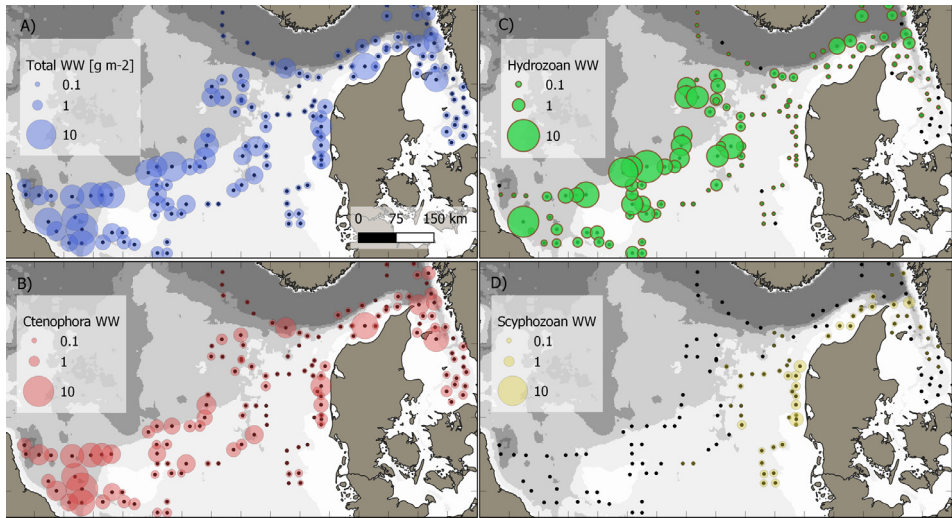 A)
Total WW [g m-2]
0.1
1
10
0 75 150 km
C)
Hydrozoan WW
0.1
1
10
B)
Ctenophora WW
0.1
1
10
D)
Scyphozoan WW
0.1
1
10